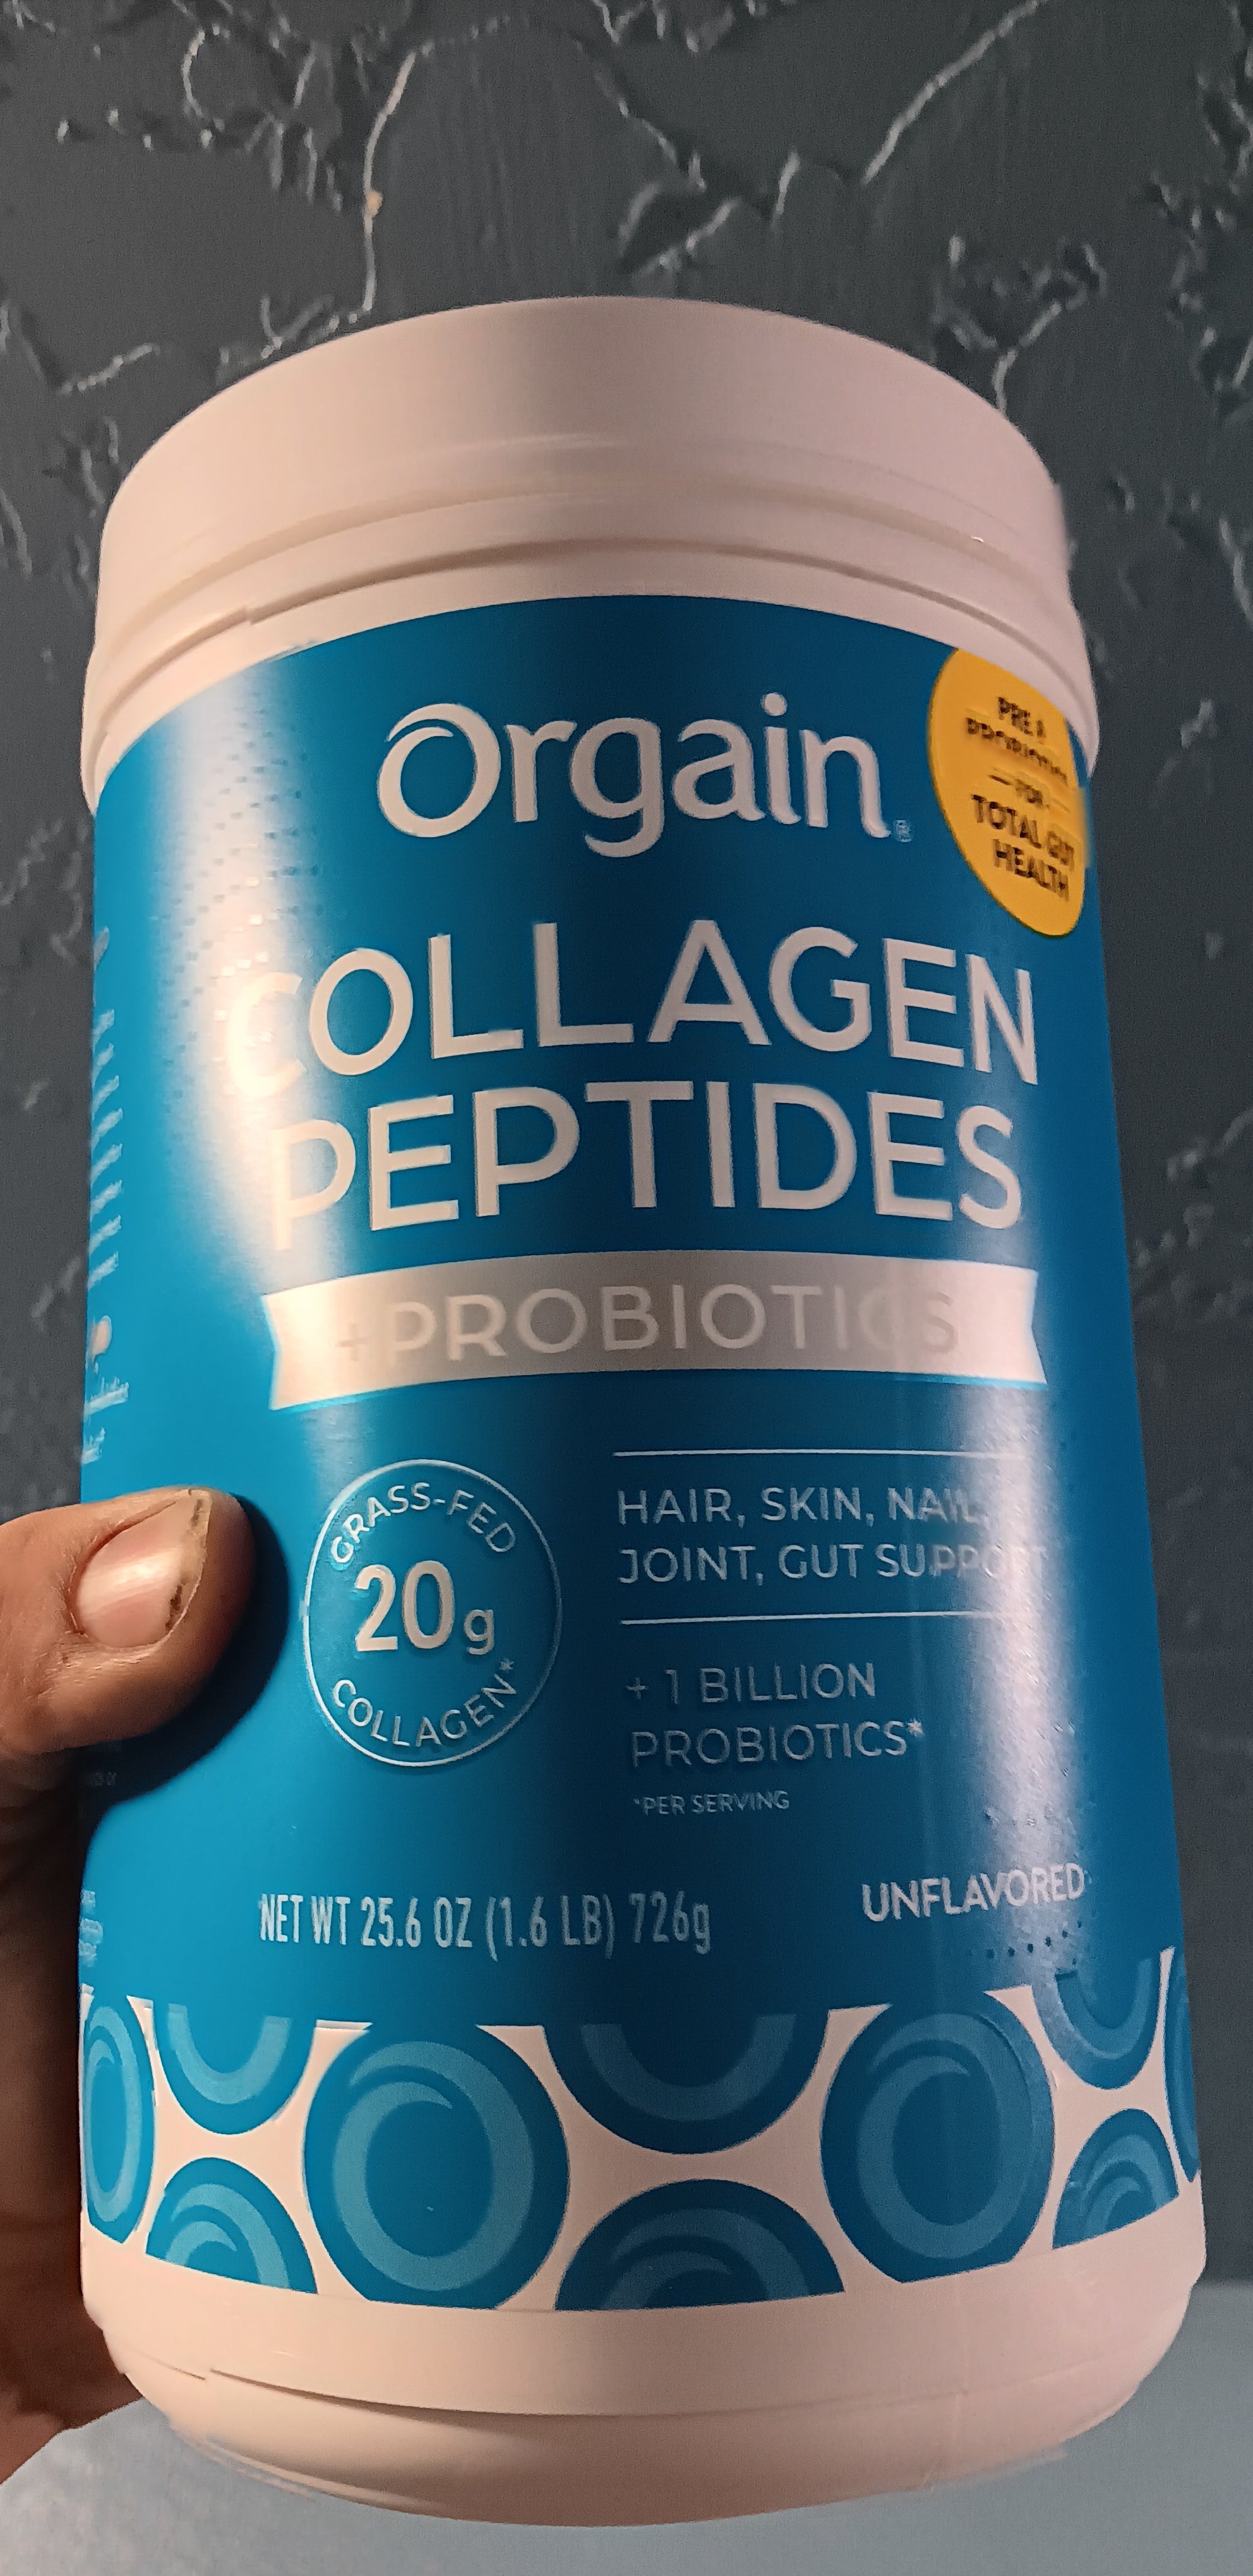 Orgain®
PRE &
PROBIOTICS
FOR
TOTAL GUT
HEALTH
COLLAGEN
PEPTIDES
+PROBIOTICS
GRASS-FED
20g
COLLAGEN*
HAIR, SKIN, NAIL,
JOINT, GUT SUPPORT
+ 1 BILLION
PROBIOTICS*
*PER SERVING
NET WT 25.6 OZ (1.6 LB) 726g
UNFLAVORED